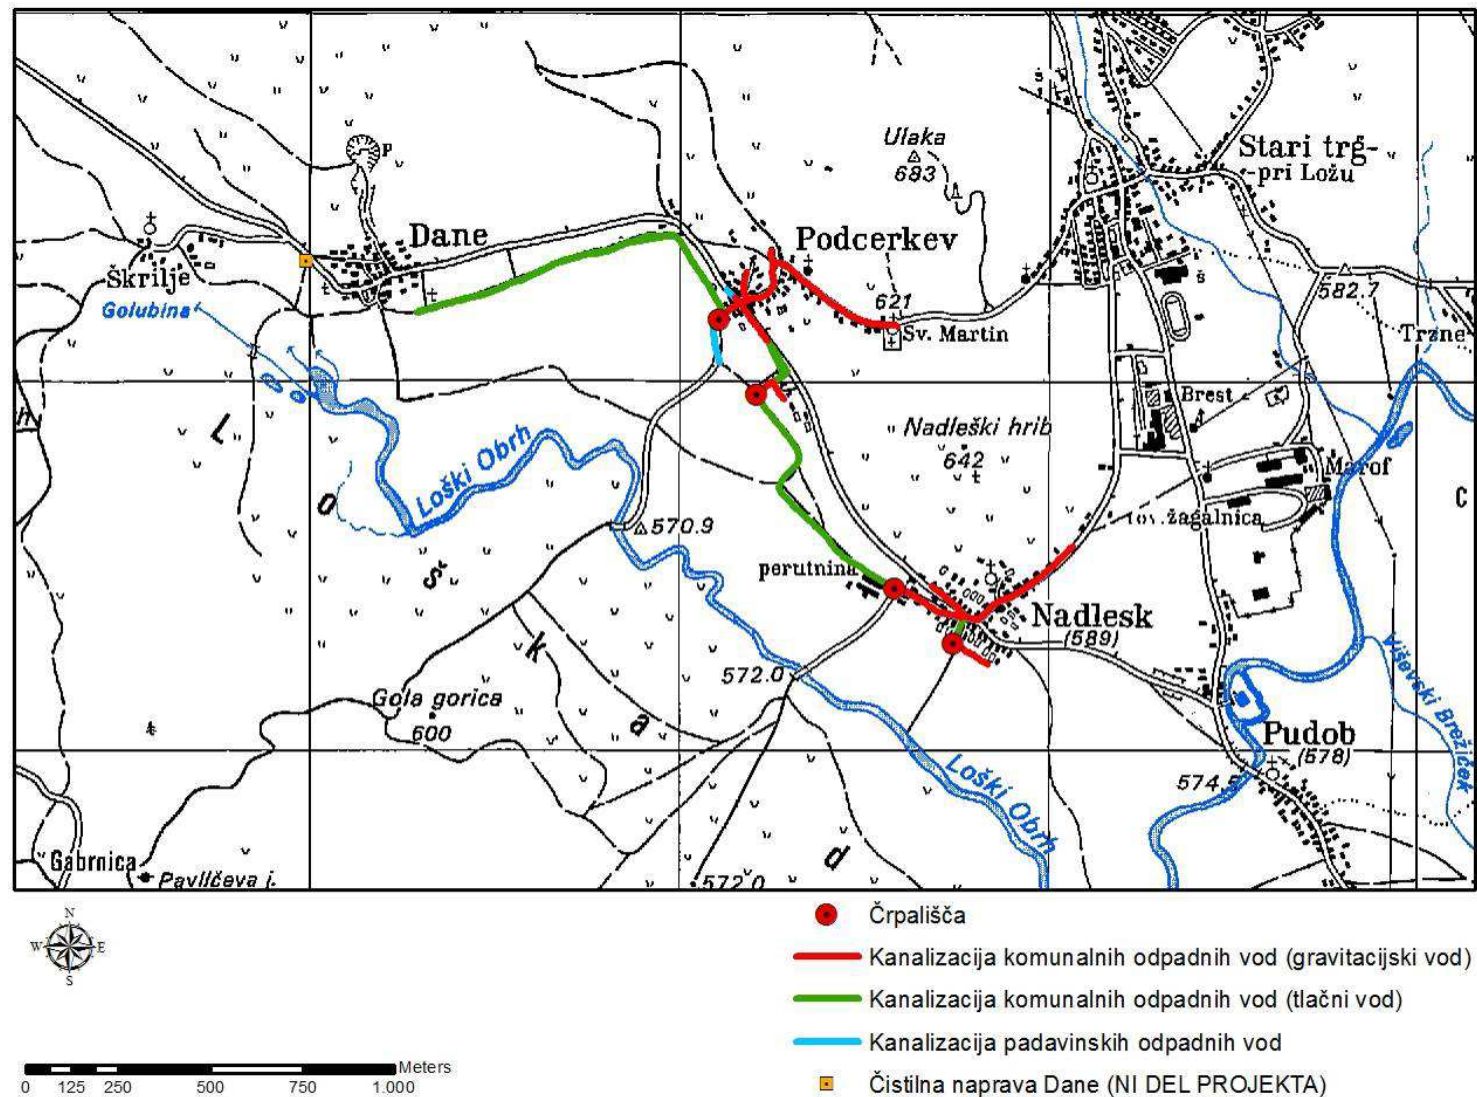 Ulaka
683
Stari trg-
-pri Ložu
p
Dane
Podcerkev
Škrilje
Golubina
621
Sv. Martin
š
582.7
Tržne
h
L
Brest
Nadleški hrib
642
Loški Obrh
o
Marof
C
tov. žagalnica
570.9
š
perutnina
Nadlesk
(589)
k
572.0
Gola gorica
600
a
Viševski Brežiček
Pudob
(578)
574.5
Loški Obrh
d
Gabrnica
Pavličeva j.
572.0
N
W E
S
Črpališča
Kanalizacija komunalnih odpadnih vod (gravitacijski vod)
Kanalizacija komunalnih odpadnih vod (tlačni vod)
Kanalizacija padavinskih odpadnih vod
Čistilna naprava Dane (NI DEL PROJEKTA)
Meters
0 125 250 500 750 1.000